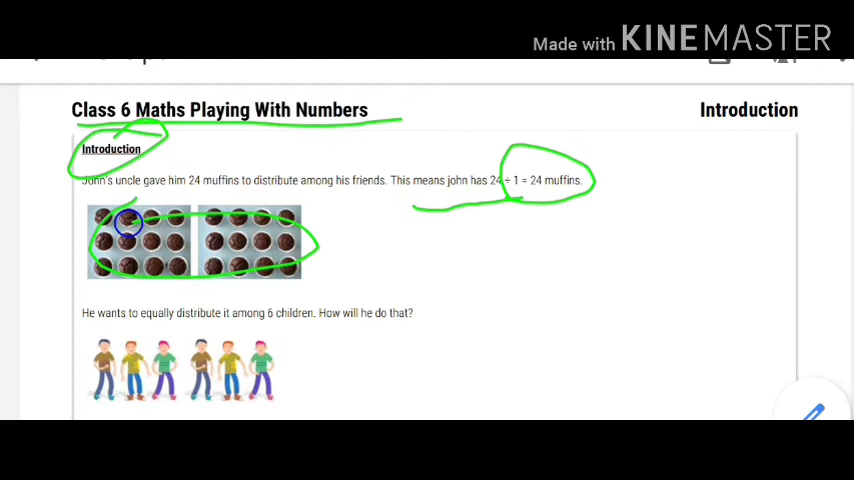 Made with KINEMASTER
Class 6 Maths Playing With Numbers
Introduction
Introduction
John's uncle gave him 24 muffins to distribute among his friends. This means john has 24 ÷ 1 = 24 muffins.
He wants to equally distribute it among 6 children. How will he do that?